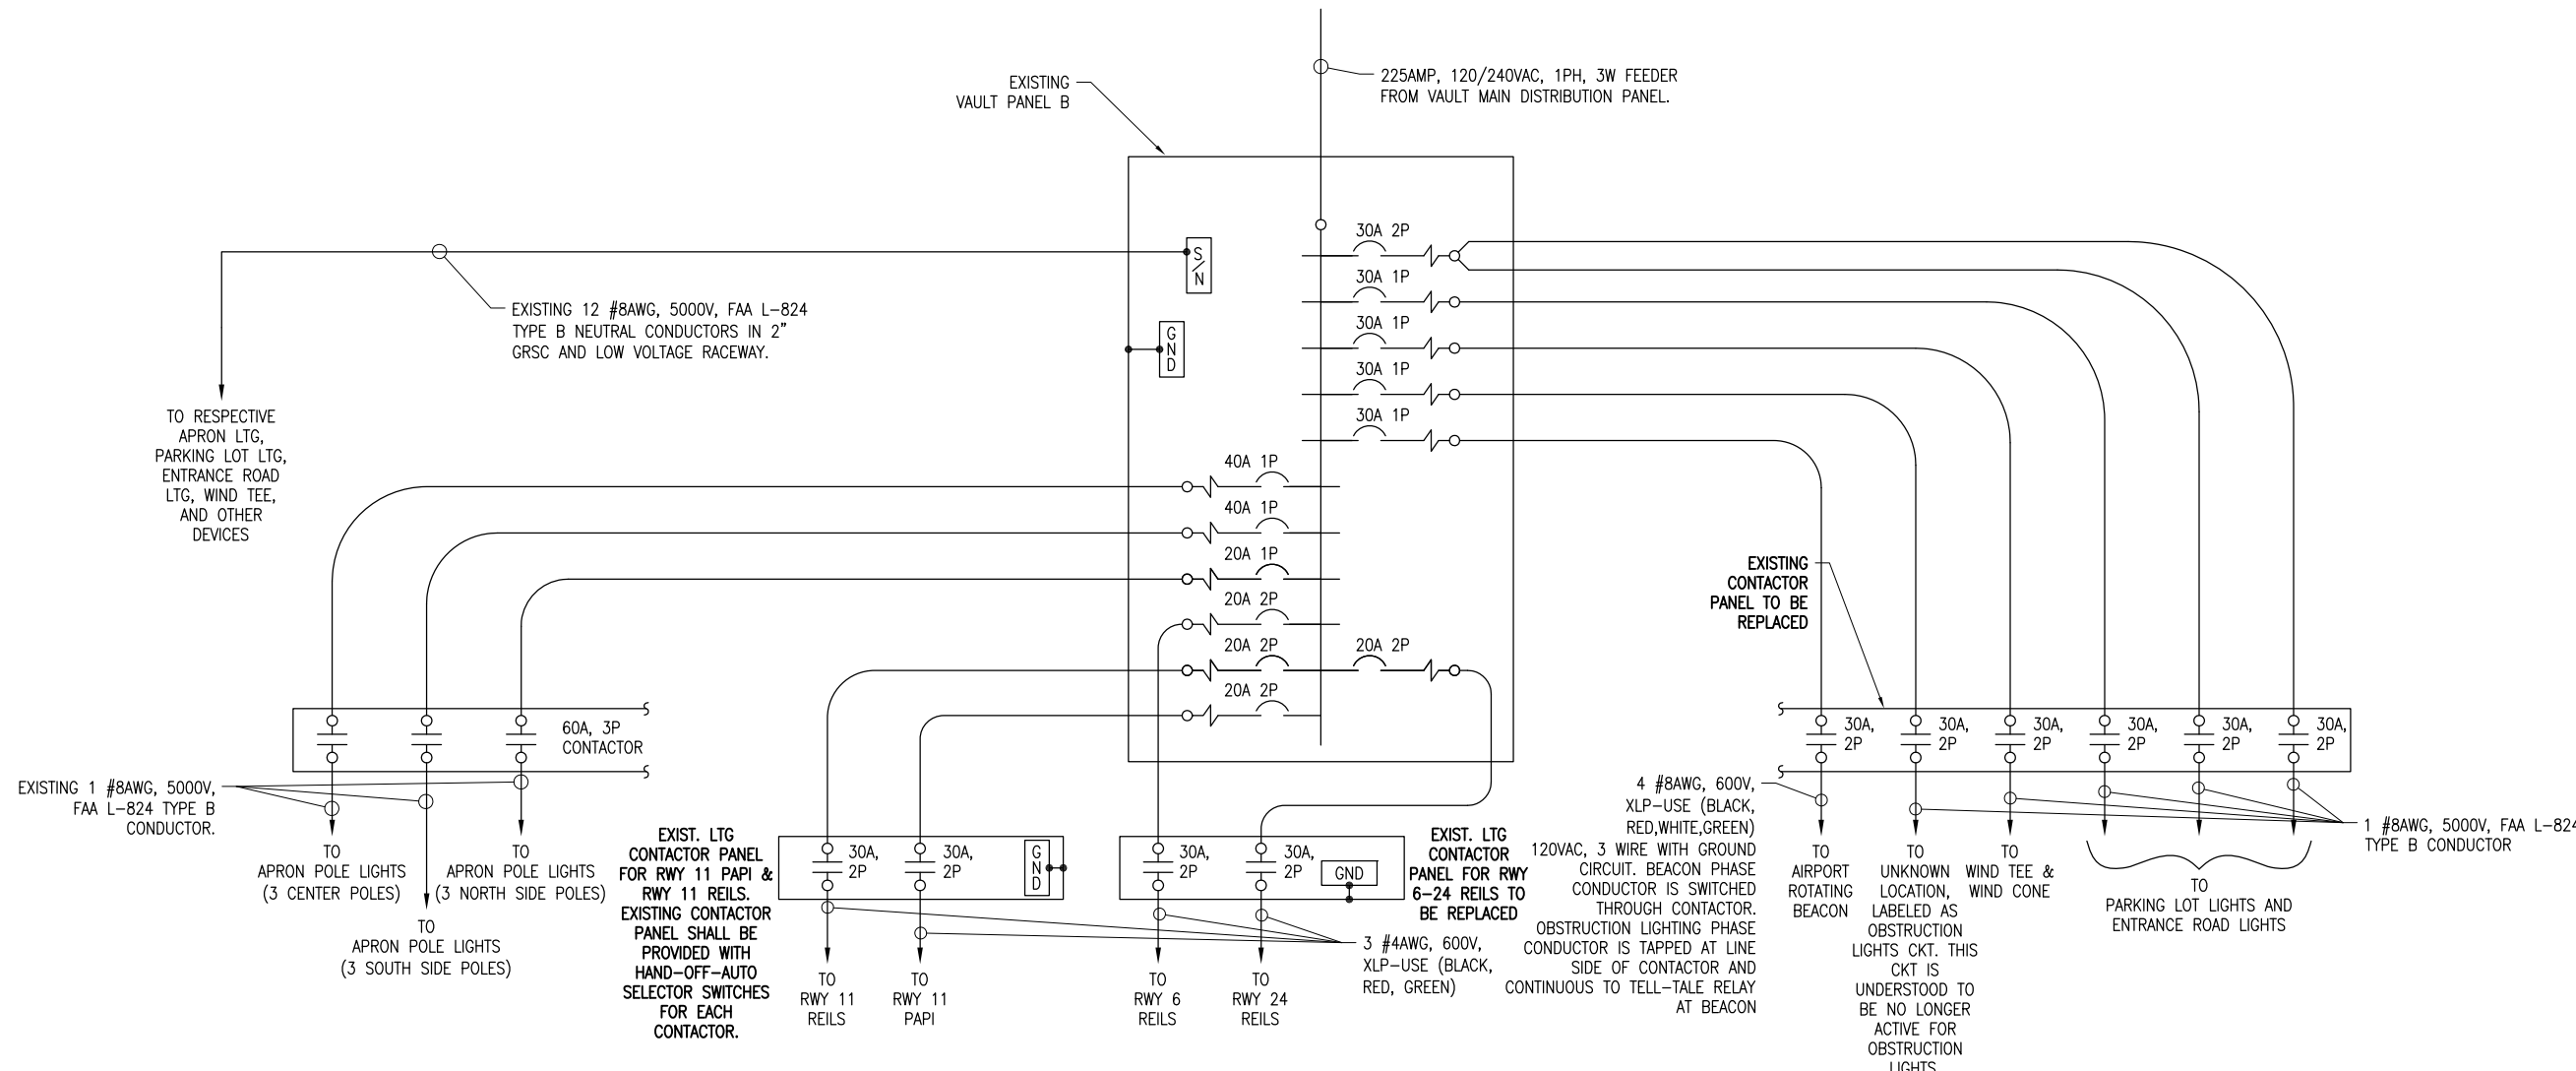 EXISTING
VAULT PANEL B
225AMP, 120/240VAC, 1PH, 3W FEEDER
FROM VAULT MAIN DISTRIBUTION PANEL.
S/N
GND
EXISTING 12 #8AWG, 5000V, FAA L-824
TYPE B NEUTRAL CONDUCTORS IN 2"
GRSC AND LOW VOLTAGE RACEWAY.
TO RESPECTIVE
APRON LTG,
PARKING LOT LTG,
ENTRANCE ROAD
LTG, WIND TEE,
AND OTHER
DEVICES
30A 2P
30A 1P
30A 1P
30A 1P
30A 1P
40A 1P
40A 1P
20A 1P
20A 2P
20A 2P
20A 2P
20A 2P
EXISTING
CONTACTOR
PANEL TO BE
REPLACED
60A, 3P
CONTACTOR
EXISTING 1 #8AWG, 5000V,
FAA L-824 TYPE B
CONDUCTOR.
TO
APRON POLE LIGHTS
(3 CENTER POLES)
TO
APRON POLE LIGHTS
(3 SOUTH SIDE POLES)
TO
APRON POLE LIGHTS
(3 NORTH SIDE POLES)
EXIST. LTG
CONTACTOR PANEL
FOR RWY 11 PAPI &
RWY 11 REILS.
EXISTING CONTACTOR
PANEL SHALL BE
PROVIDED WITH
HAND-OFF-AUTO
SELECTOR SWITCHES
FOR EACH
CONTACTOR.
30A,
2P
30A,
2P
GND
TO
RWY 11
REILS
TO
RWY 11
PAPI
30A,
2P
30A,
2P
GND
TO
RWY 6
REILS
TO
RWY 24
REILS
EXIST. LTG
CONTACTOR
PANEL FOR RWY
6-24 REILS TO
BE REPLACED
3 #4AWG, 600V,
XLP-USE (BLACK,
RED, GREEN)
4 #8AWG, 600V,
XLP-USE (BLACK,
RED,WHITE,GREEN)
120VAC, 3 WIRE WITH GROUND
CIRCUIT. BEACON PHASE
CONDUCTOR IS SWITCHED
THROUGH CONTACTOR.
OBSTRUCTION LIGHTING PHASE
CONDUCTOR IS TAPPED AT LINE
SIDE OF CONTACTOR AND
CONTINUOUS TO TELL-TALE RELAY
AT BEACON
30A,
2P
30A,
2P
30A,
2P
30A,
2P
30A,
2P
30A,
2P
TO
AIRPORT
ROTATING
BEACON
TO
UNKNOWN
LOCATION,
LABELED AS
OBSTRUCTION
LIGHTS CKT. THIS
CKT IS
UNDERSTOOD TO
BE NO LONGER
ACTIVE FOR
OBSTRUCTION
LIGHTS
TO
WIND TEE &
WIND CONE
TO
PARKING LOT LIGHTS AND
ENTRANCE ROAD LIGHTS
1 #8AWG, 5000V, FAA L-824
TYPE B CONDUCTOR